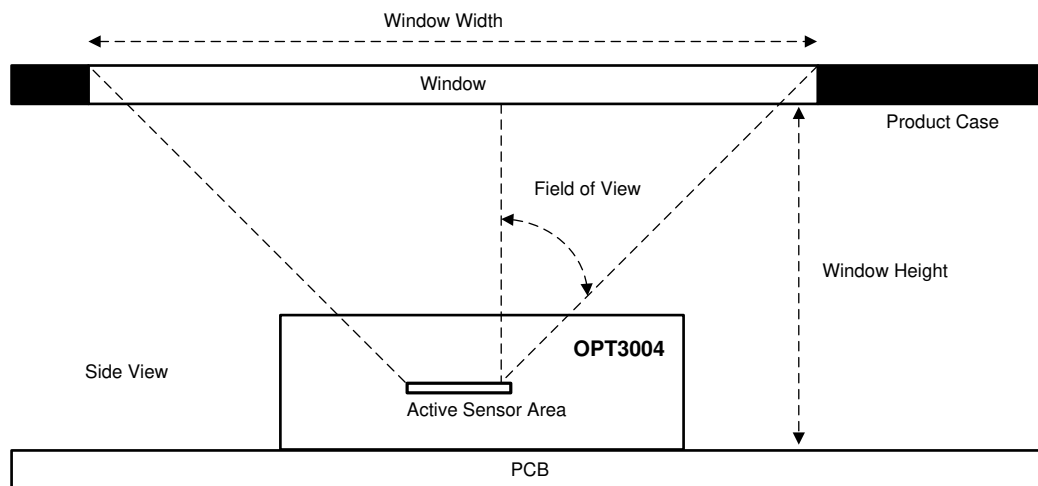 Window Width
Window
Product Case
Field of View
Window Height
OPT3004
Side View
Active Sensor Area
PCB